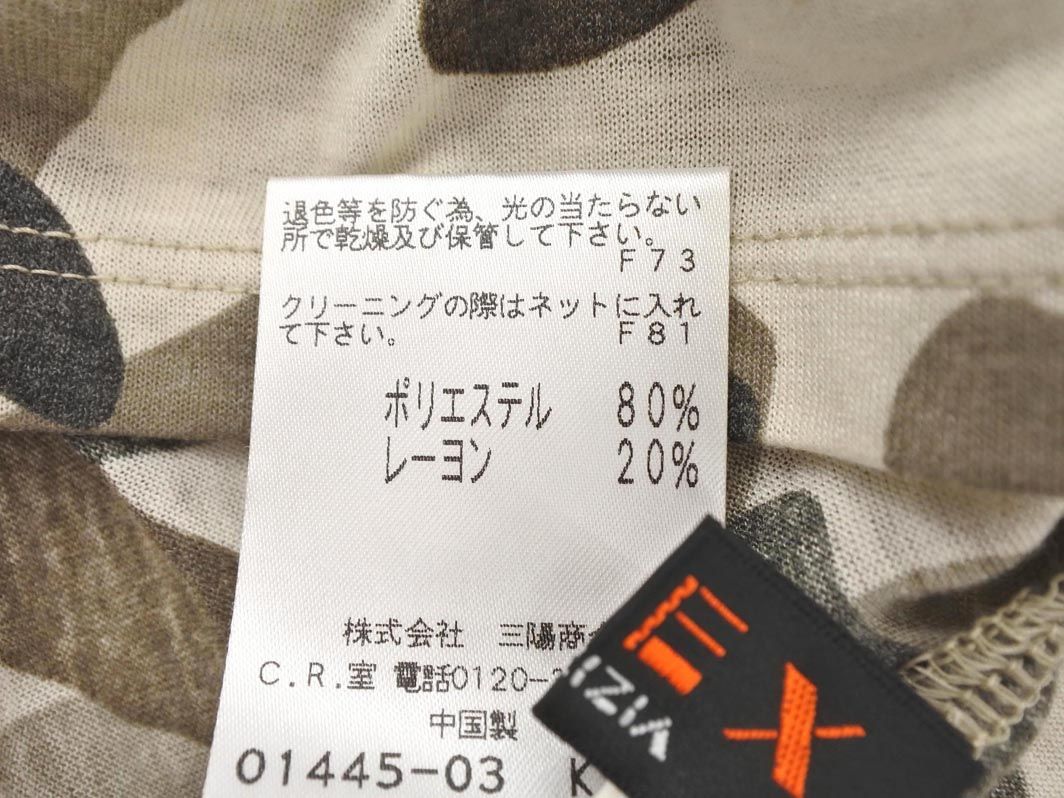 退色等を防ぐ為、光の当たらない
所で乾燥及び保管して下さい。
F73
クリーニングの際はネットに入れ
て下さい。 F81
ポリエステル 80%
レーヨン 20%
株式会社 三陽商
C.R.室 電話0120-
中国製
01445-03 K
EX